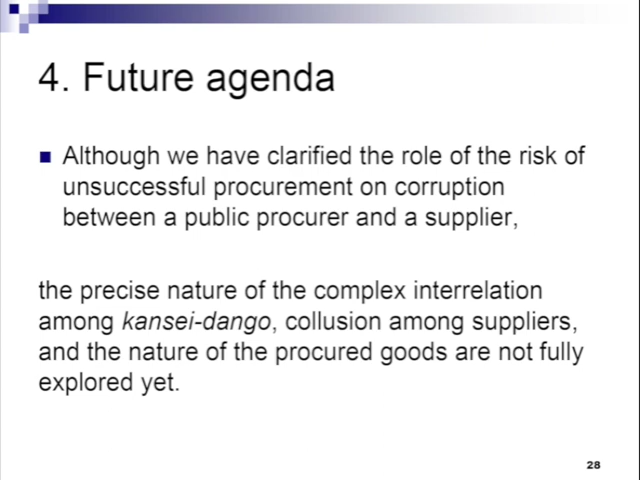 4. Future agenda
Although we have clarified the role of the risk of
unsuccessful procurement on corruption
between a public procurer and a supplier,
the precise nature of the complex interrelation
among kansei-dango, collusion among suppliers,
and the nature of the procured goods are not fully
explored yet.
28